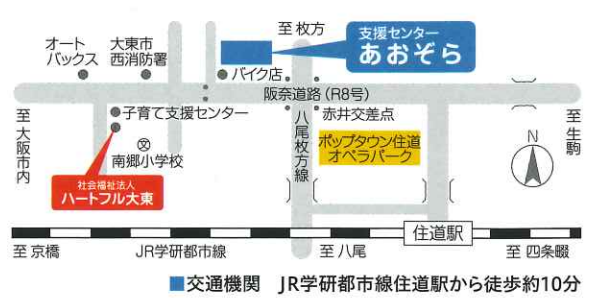 至 枚方
支援センター
あおぞら
オート
バックス
大東市
西消防署
バイク店
阪奈道路(R8号)
至 大阪市内
子育て支援センター
文
南郷小学校
社会福祉法人
ハートフル大東
八尾枚方線
赤井交差点
ポップタウン住道
オペラパーク
至 生駒
N
住道駅
至 京橋
JR学研都市線
至 八尾
至 四条畷
■交通機関 JR学研都市線住道駅から徒歩約10分